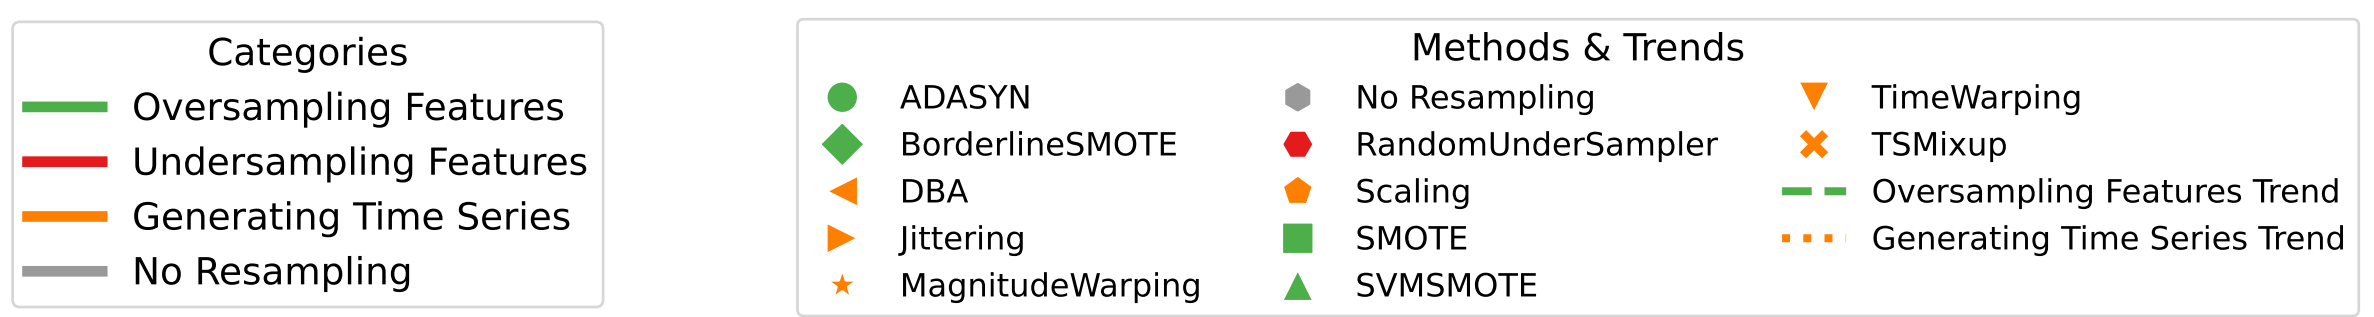 Categories
Oversampling Features
Undersampling Features
Generating Time Series
No Resampling
Methods & Trends
ADASYN
BorderlineSMOTE
DBA
Jittering
MagnitudeWarping
No Resampling
RandomUnderSampler
Scaling
SMOTE
SVMSMOTE
TimeWarping
TSMixup
Oversampling Features Trend
Generating Time Series Trend